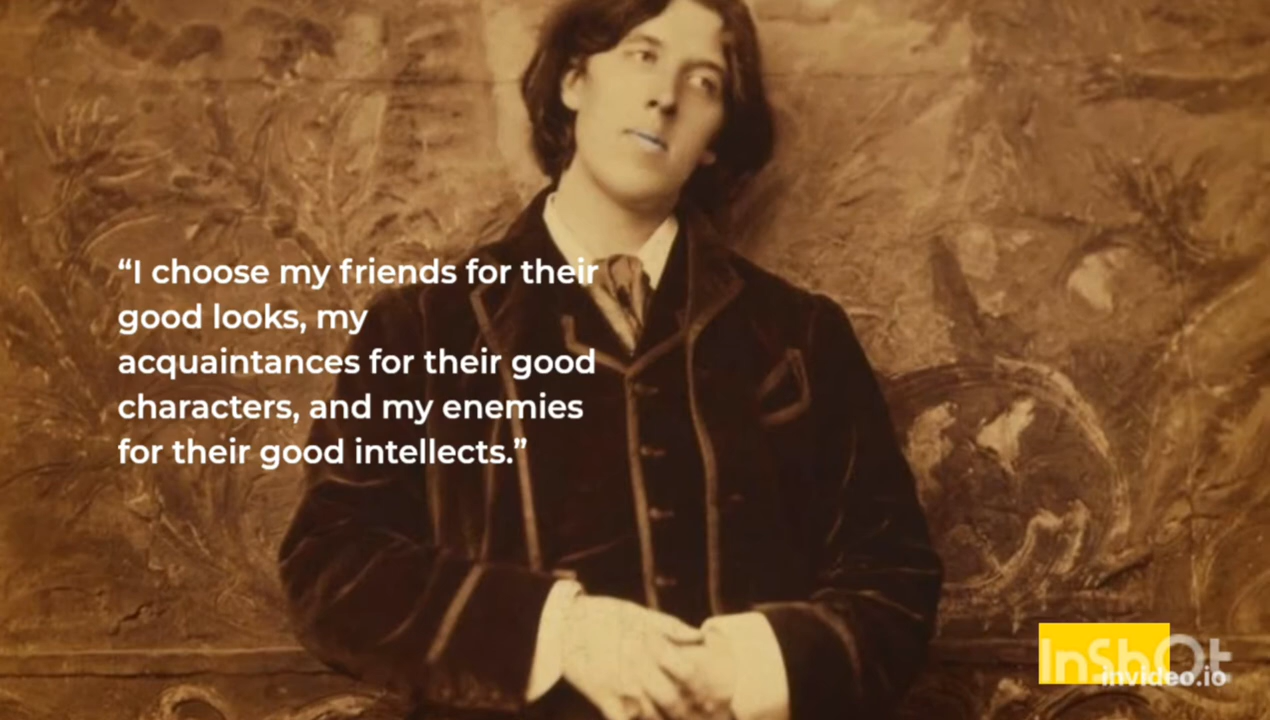 “I choose my friends for their
good looks, my
acquaintances for their good
characters, and my enemies
for their good intellects.”
InShOt
invideo.io